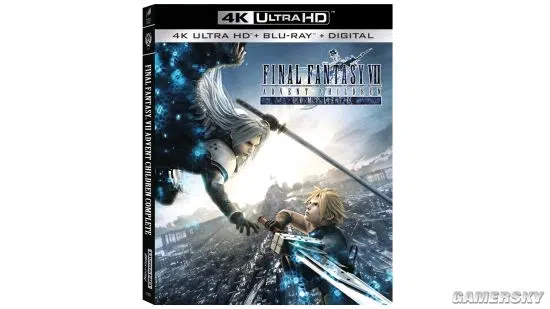 4K ULTRA HD
4K ULTRA HD + BLU-RAY + DIGITAL
FINAL FANTASY VII
ADVENT CHILDREN
COMPLETE
FINAL FANTASY VII ADVENT CHILDREN COMPLETE
GAMERSKY